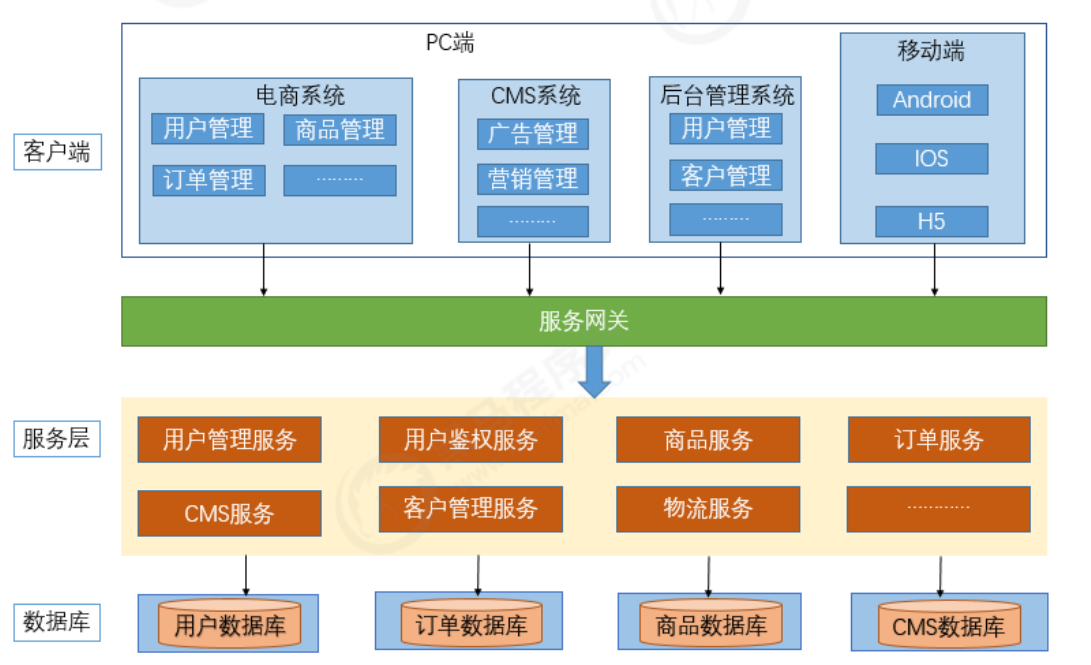 PC端
移动端
电商系统
CMS系统
后台管理系统
用户管理
商品管理
广告管理
用户管理
Android
客户端
订单管理
………
营销管理
客户管理
IOS
………
………
H5
服务网关
服务层
用户管理服务
用户鉴权服务
商品服务
订单服务
CMS服务
客户管理服务
物流服务
…………
数据库
用户数据库
订单数据库
商品数据库
CMS数据库